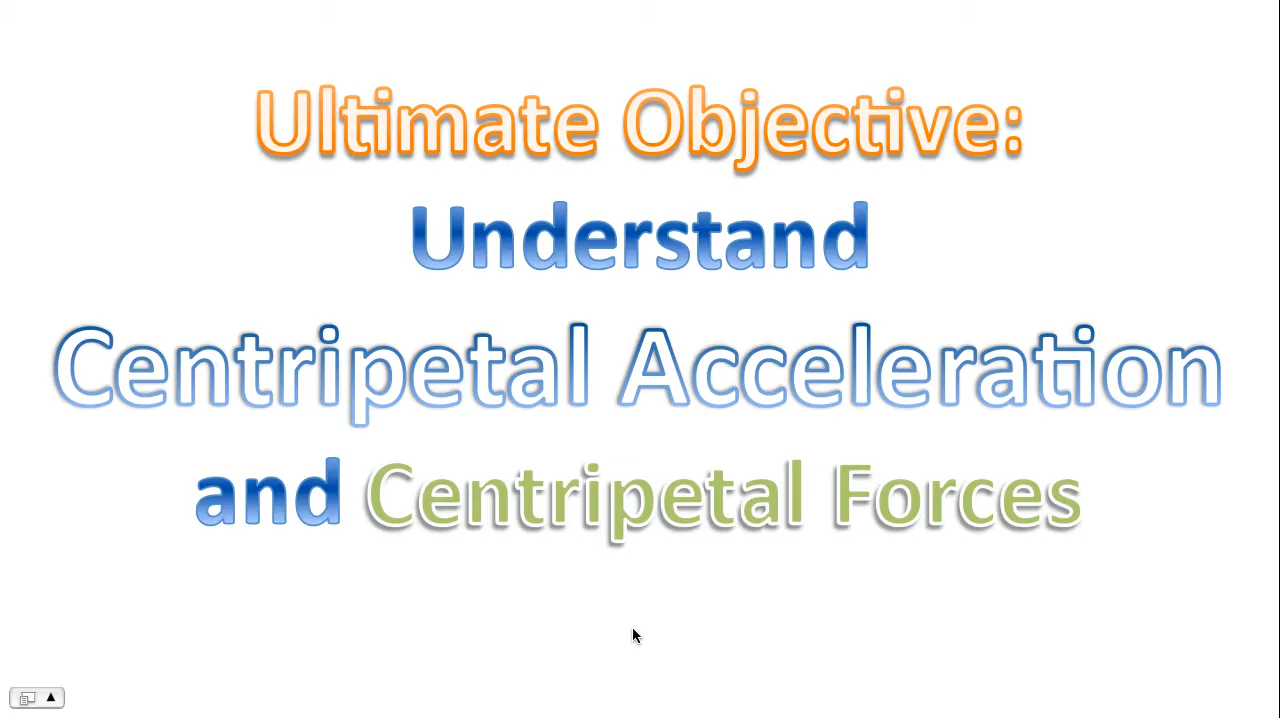 Ultimate Objective:
Understand
Centripetal Acceleration
and Centripetal Forces